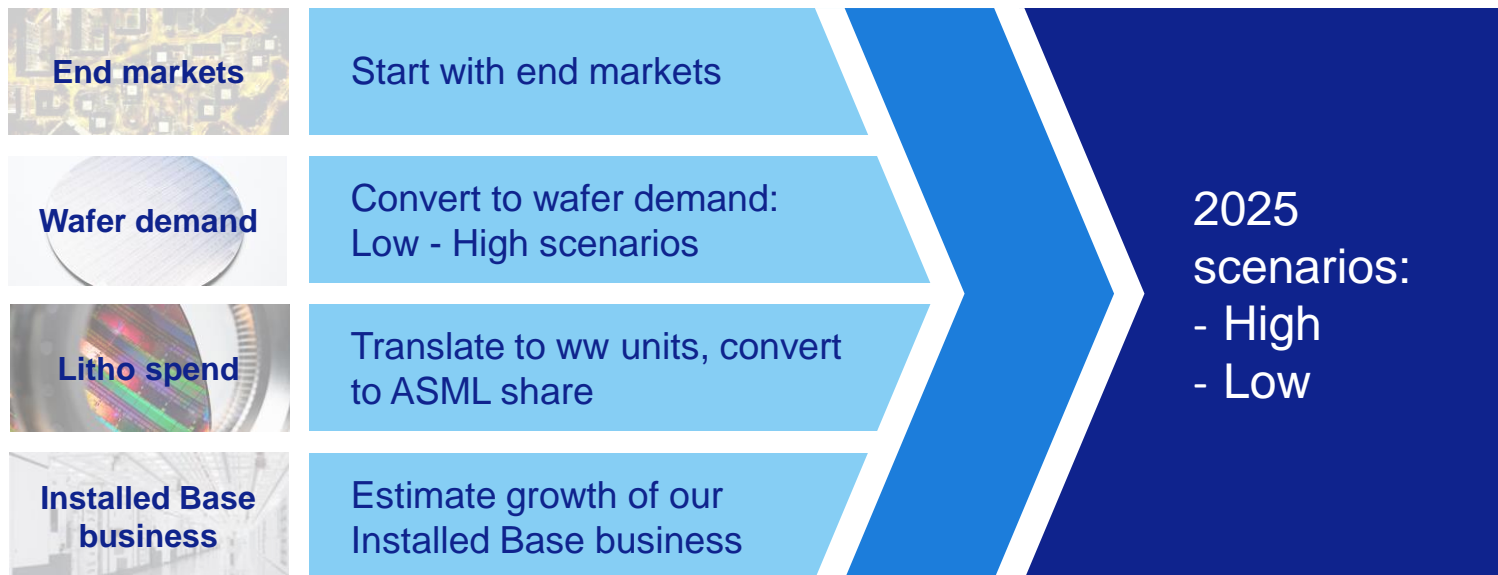 End markets
Start with end markets
Wafer demand
Convert to wafer demand:
Low - High scenarios
Litho spend
Translate to ww units, convert
to ASML share
Installed Base
business
Estimate growth of our
Installed Base business
2025
scenarios:
- High
- Low